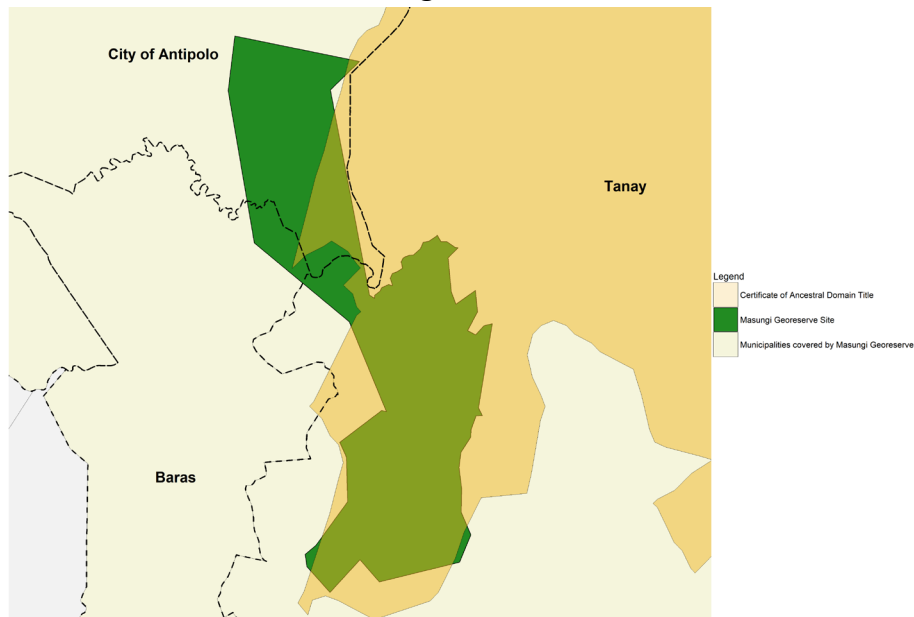 City of Antipolo
Tanay
Baras
Legend
Certificate of Ancestral Domain Title
Masungi Georeserve Site
Municipalities covered by Masungi Georeserve